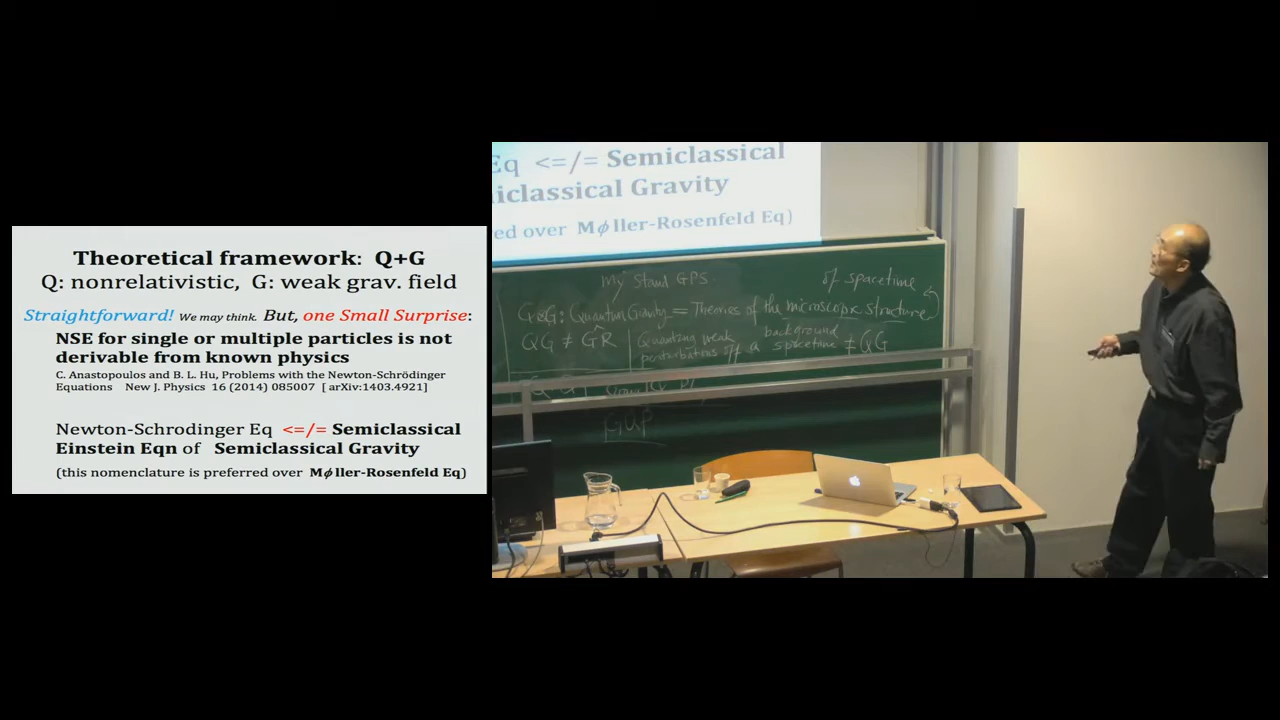 Theoretical framework: Q+G
Q: nonrelativistic, G: weak grav. field
Straightforward! We may think. But, one Small Surprise:
NSE for single or multiple particles is not
derivable from known physics
C. Anastopoulos and B. L. Hu, Problems with the Newton-Schrödinger
Equations New J. Physics 16 (2014) 085007 [ arXiv:1403.4921]
Newton-Schrodinger Eq <=/= Semiclassical
Einstein Eqn of Semiclassical Gravity
(this nomenclature is preferred over Mϕller-Rosenfeld Eq)
Eq <=/= Semiclassical
iclassical Gravity
ed over Mϕller-Rosenfeld Eq)
My Stand GPS:
of spacetime
QG: Quantum Gravity = Theories of the microscopic structure
QG ≠ GR
Quantizing weak
perturbations off a background
spacetime ≠ QG
GUP